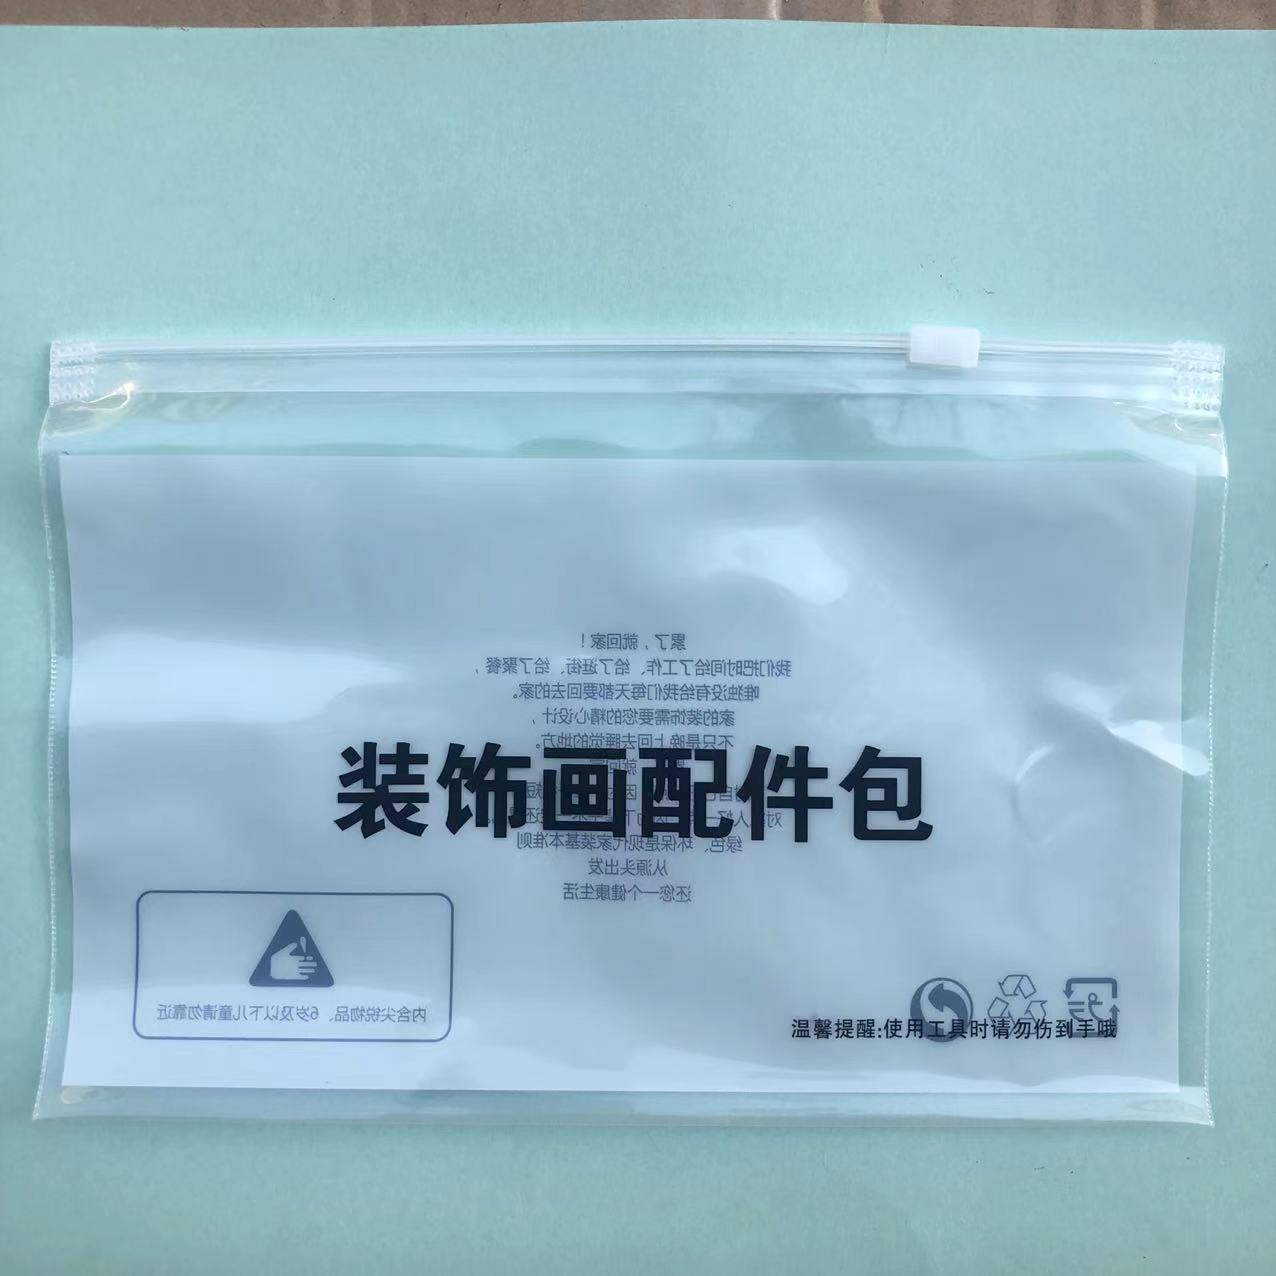 累了，就回家！
我们把时间给了工作、给了逛街、给了聚餐，
唯独没有给我们每天都要回去的家。
家的装饰需要您的精心设计，
不只是晚上回去睡觉的地方。
装饰画配件包
绿色、环保是现代家装基本准则
从源头出发
还您一个健康生活
内含尖锐物品、6岁及以下儿童请勿靠近
温馨提醒:使用工具时请勿伤到手哦